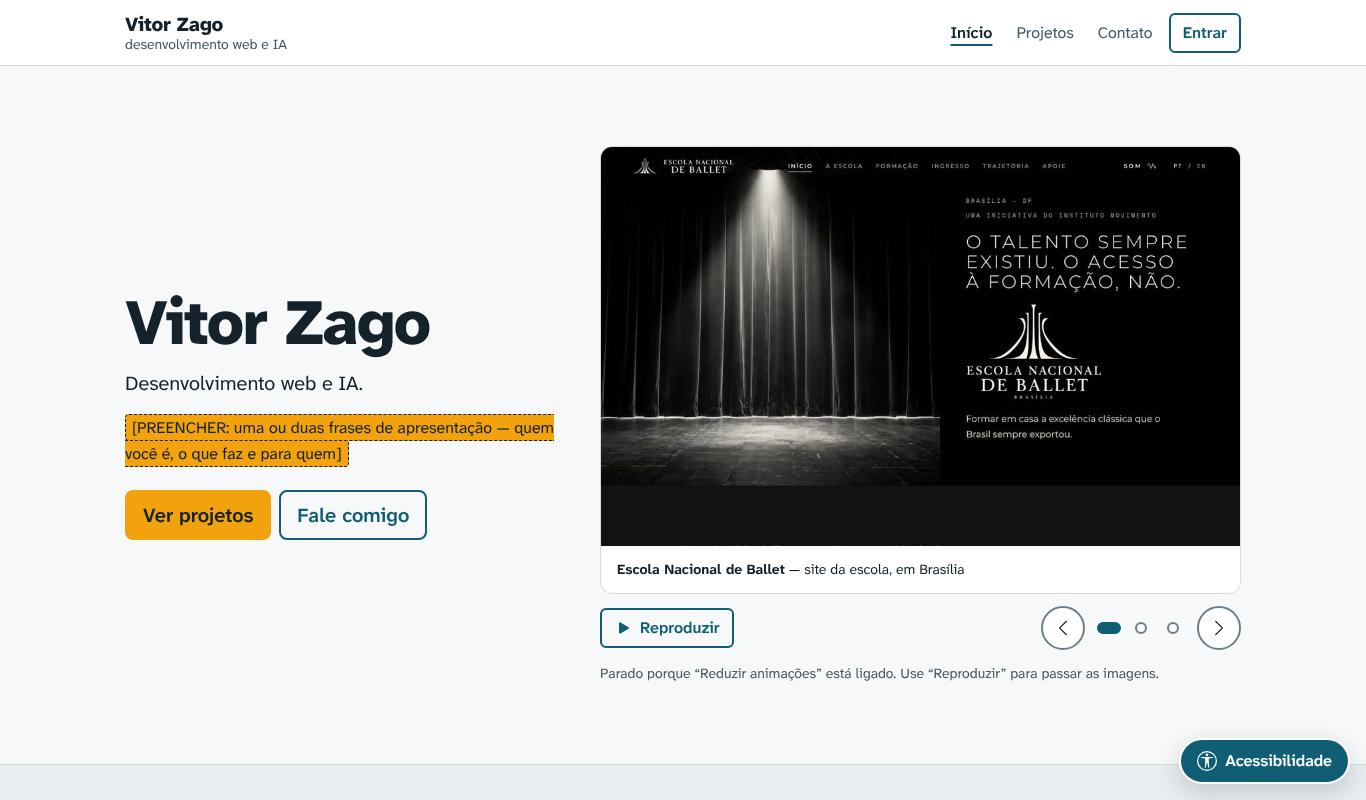 Vitor Zago
desenvolvimento web e IA
Início
Projetos
Contato
Entrar
Vitor Zago
Desenvolvimento web e IA.
[PREENCHER: uma ou duas frases de apresentação — quem
você é, o que faz e para quem]
Ver projetos
Fale comigo
ESCOLA NACIONAL
DE BALLET
INÍCIO
A ESCOLA
FORMAÇÃO
INGRESSO
TRAJETÓRIA
APOIE
SOM
PT / EN
BRASÍLIA — DF
UMA INICIATIVA DO INSTITUTO MOVIMENTO
O TALENTO SEMPRE
EXISTIU. O ACESSO
À FORMAÇÃO, NÃO.
ESCOLA NACIONAL
DE BALLET
BRASÍLIA
Formar em casa a excelência clássica que o
Brasil sempre exportou.
Escola Nacional de Ballet — site da escola, em Brasília
Reproduzir
Parado porque “Reduzir animações” está ligado. Use “Reproduzir” para passar as imagens.
Acessibilidade